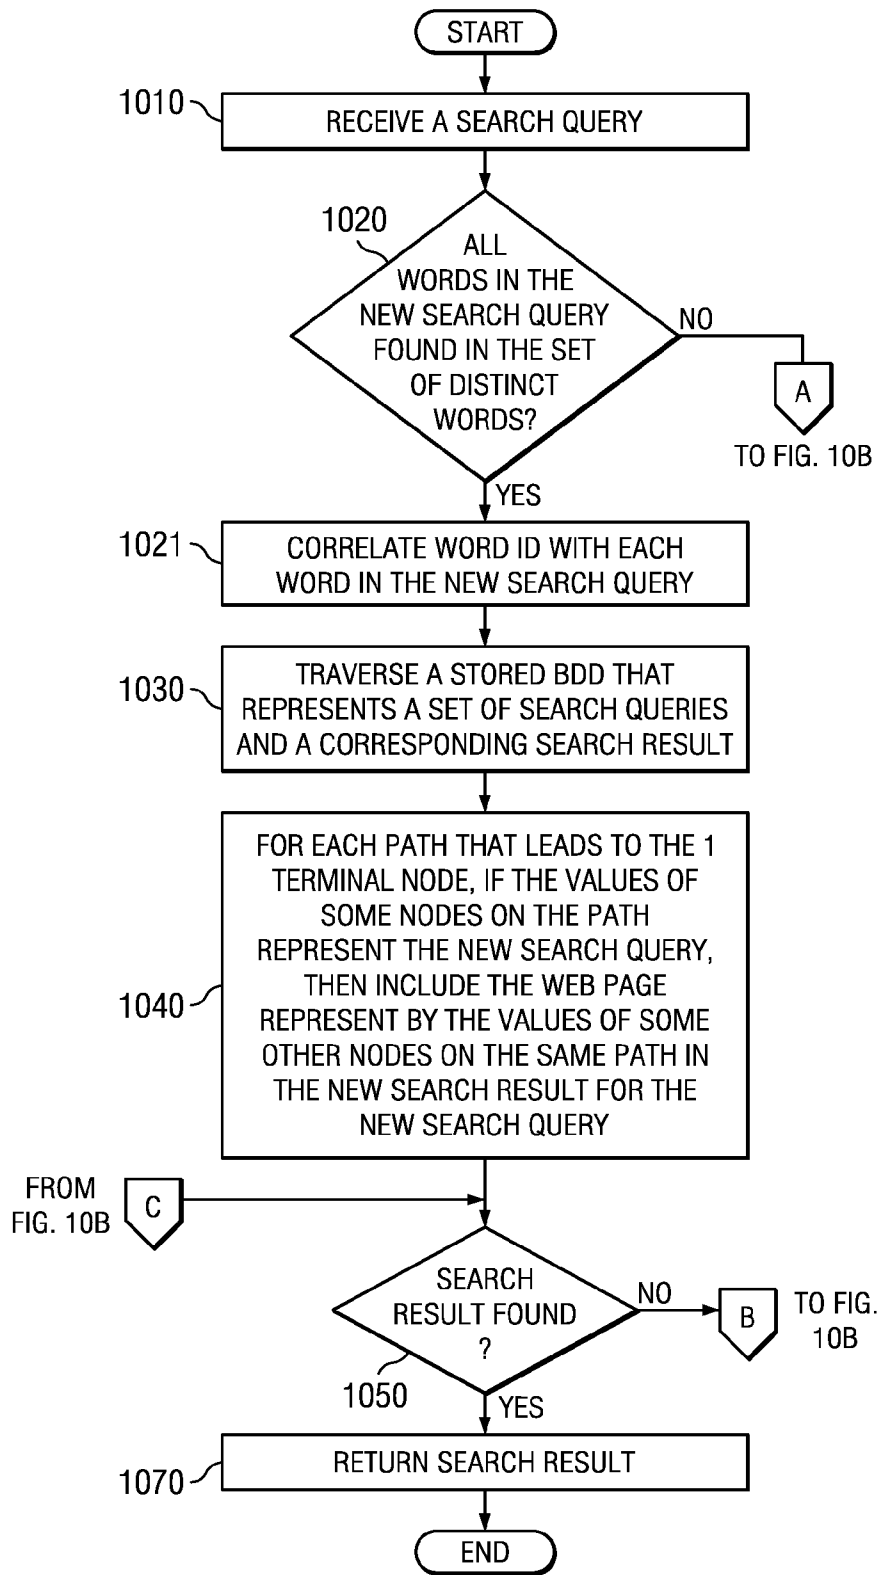 START
1010
RECEIVE A SEARCH QUERY
1020
ALL
WORDS IN THE
NEW SEARCH QUERY
FOUND IN THE SET
OF DISTINCT
WORDS?
NO
A
TO FIG. 10B
YES
1021
CORRELATE WORD ID WITH EACH
WORD IN THE NEW SEARCH QUERY
1030
TRAVERSE A STORED BDD THAT
REPRESENTS A SET OF SEARCH QUERIES
AND A CORRESPONDING SEARCH RESULT
1040
FOR EACH PATH THAT LEADS TO THE 1
TERMINAL NODE, IF THE VALUES OF
SOME NODES ON THE PATH
REPRESENT THE NEW SEARCH QUERY,
THEN INCLUDE THE WEB PAGE
REPRESENT BY THE VALUES OF SOME
OTHER NODES ON THE SAME PATH IN
THE NEW SEARCH RESULT FOR THE
NEW SEARCH QUERY
FROM
FIG. 10B
C
SEARCH
RESULT FOUND
?
1050
NO
B
TO FIG.
10B
YES
1070
RETURN SEARCH RESULT
END